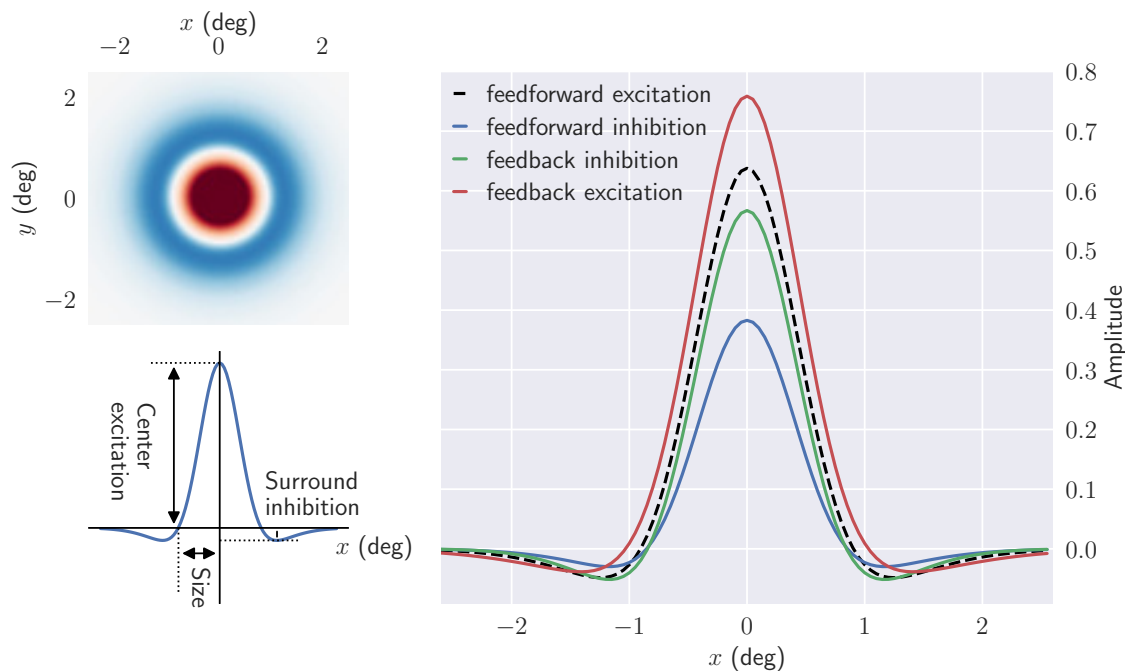 x (deg)
−2 0 2
2
0
−2
y (deg)
Center
excitation
Surround
inhibition
x (deg)
Size
feedforward excitation
feedforward inhibition
feedback inhibition
feedback excitation
0.8
0.7
0.6
0.5
0.4
0.3
0.2
0.1
0.0
Amplitude
−2 −1 0 1 2
x (deg)